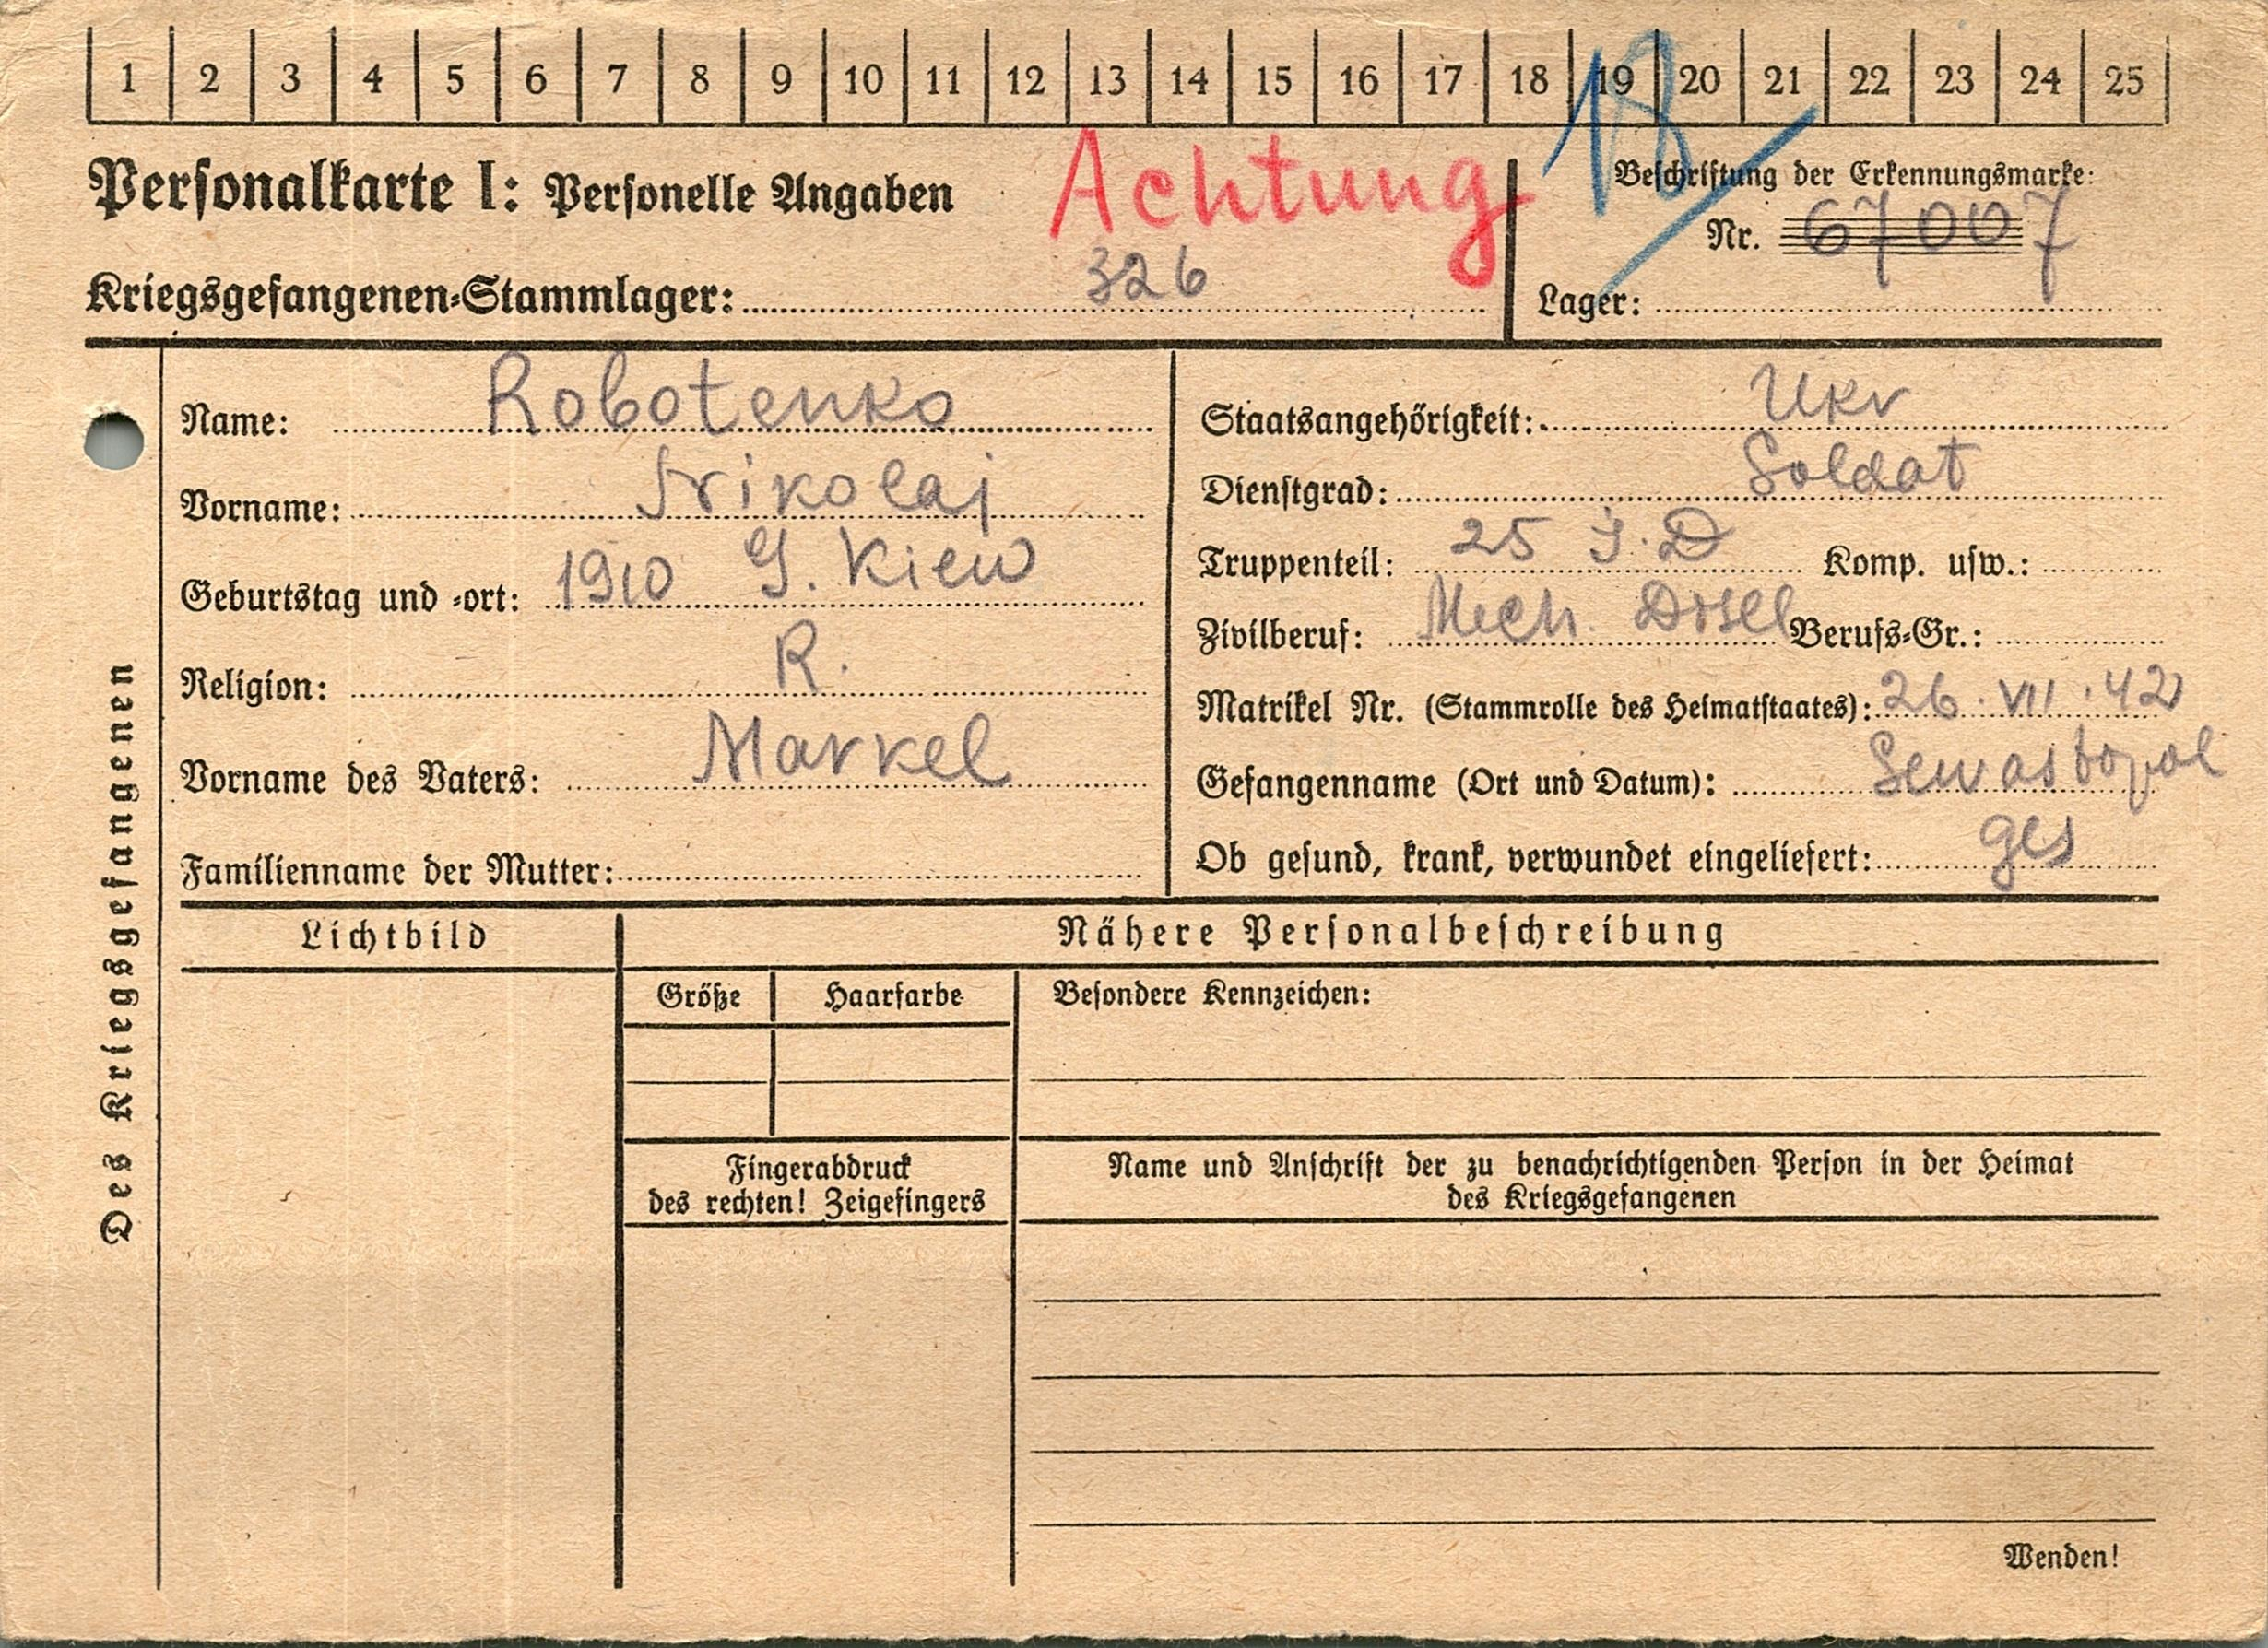 1 2 3 4 5 6 7 8 9 10 11 12 13 14 15 16 17 18 19 20 21 22 23 24 25
18
Personalkarte I: Personelle Angaben
Achtung
Beschriftung der Erkennungsmarke:
Nr. 67007
Kriegsgefangenen-Stammlager: 326
Lager:
Des Kriegsgefangenen
Name: Robotenko
Vorname: Nikolaj
Geburtstag und -ort: 1910 G. Kiew
Religion: R.
Vorname des Vaters: Markel
Familienname der Mutter:
Staatsangehörigkeit: Ukr
Dienstgrad: Soldat
Truppenteil: 25 J.D Komp. usw.:
Zivilberuf: Mech. Berufs-Gr.:
Matrikel Nr. (Stammrolle des Heimatstaates): 26.VII.42
Gefangenname (Ort und Datum): Sewastopol
Ob gesund, krank, verwundet eingeliefert: ges
Lichtbild
Nähere Personalbeschreibung
Größe Haarfarbe Besondere Kennzeichen:
Fingerabdruck
des rechten! Zeigefingers
Name und Anschrift der zu benachrichtigenden Person in der Heimat
des Kriegsgefangenen
Wenden!